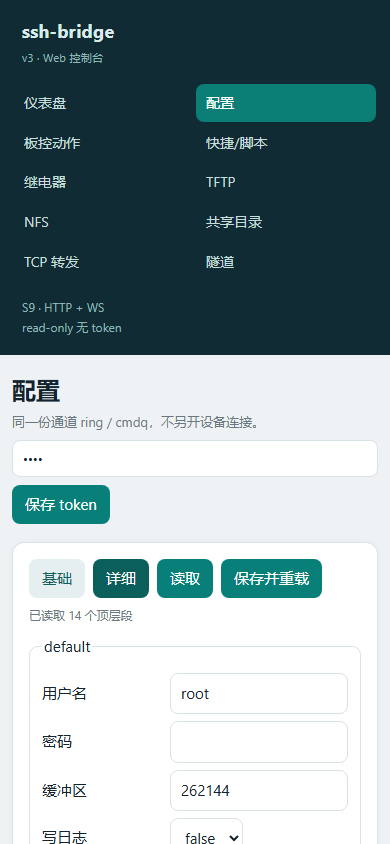 ssh-bridge
v3 · Web 控制台
仪表盘
配置
板控动作
快捷/脚本
继电器
TFTP
NFS
共享目录
TCP 转发
隧道
S9 · HTTP + WS
read-only 无 token
配置
同一份通道 ring / cmdq，不另开设备连接。
••••
保存 token
基础
详细
读取
保存并重载
已读取 14 个顶层段
default
用户名
root
密码
缓冲区
262144
写日志
false